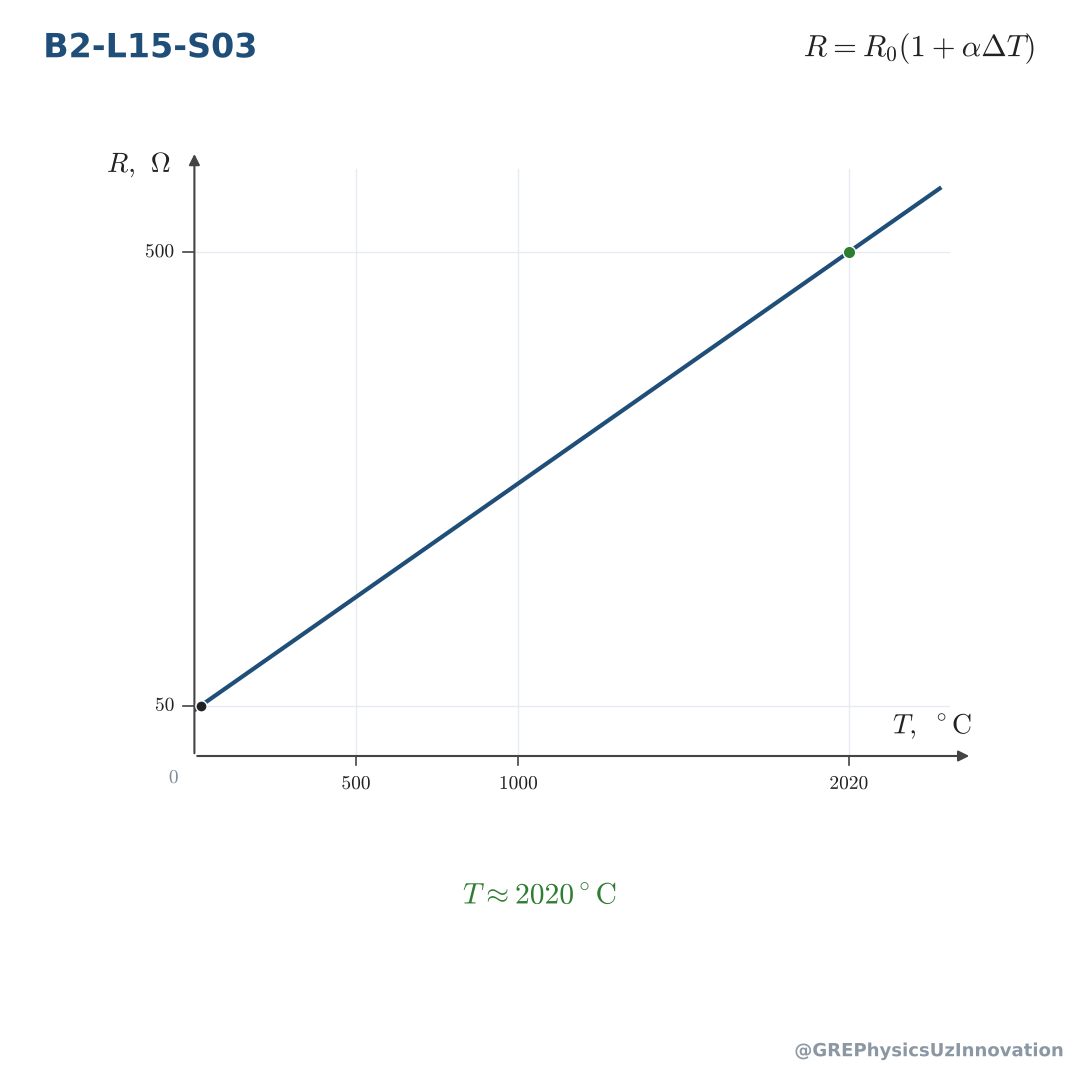 B2-L15-S03
R = R₀(1 + αΔT)
R, Ω
500
50
T, °C
0
500
1000
2020
T ≈ 2020 °C
@GREPhysicsUzInnovation